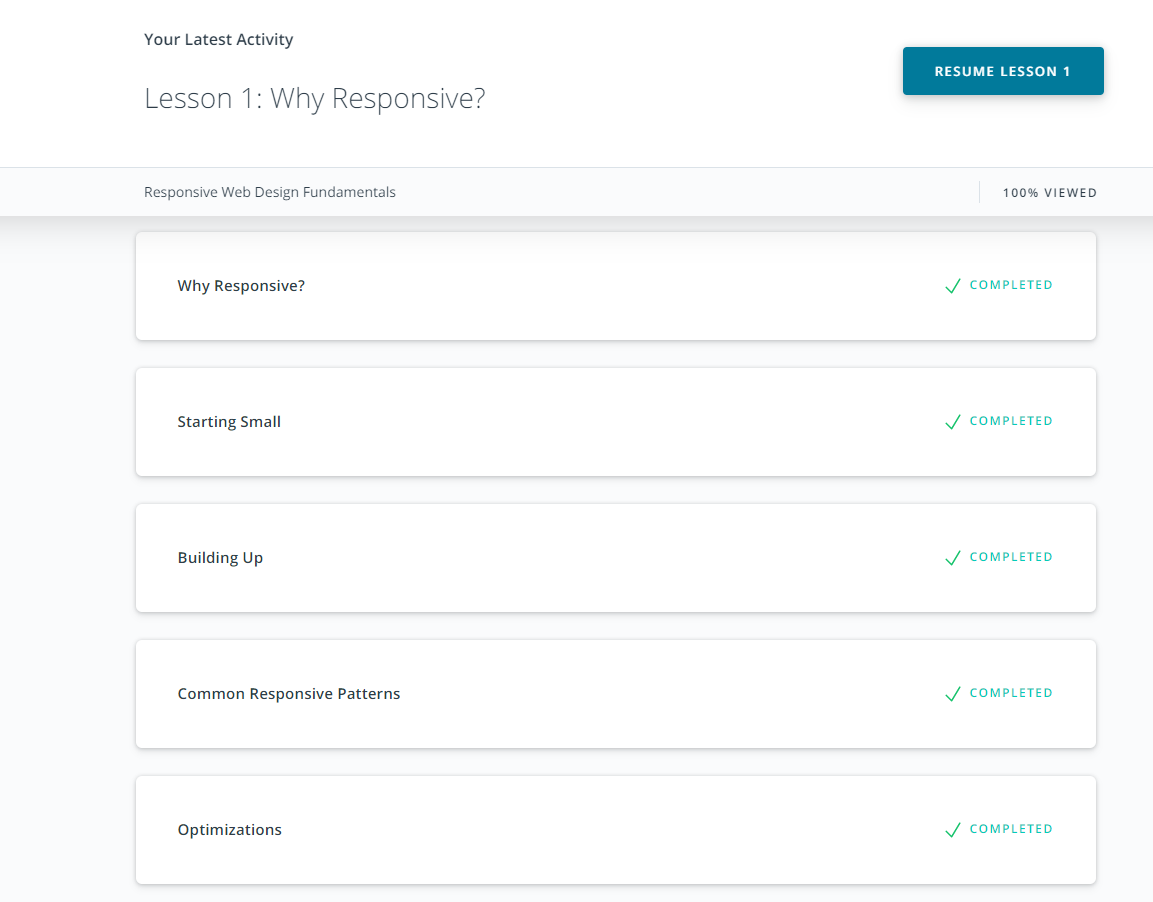 Your Latest Activity
RESUME LESSON 1
Lesson 1: Why Responsive?
Responsive Web Design Fundamentals
100% VIEWED
Why Responsive?
COMPLETED
Starting Small
COMPLETED
Building Up
COMPLETED
Common Responsive Patterns
COMPLETED
Optimizations
COMPLETED